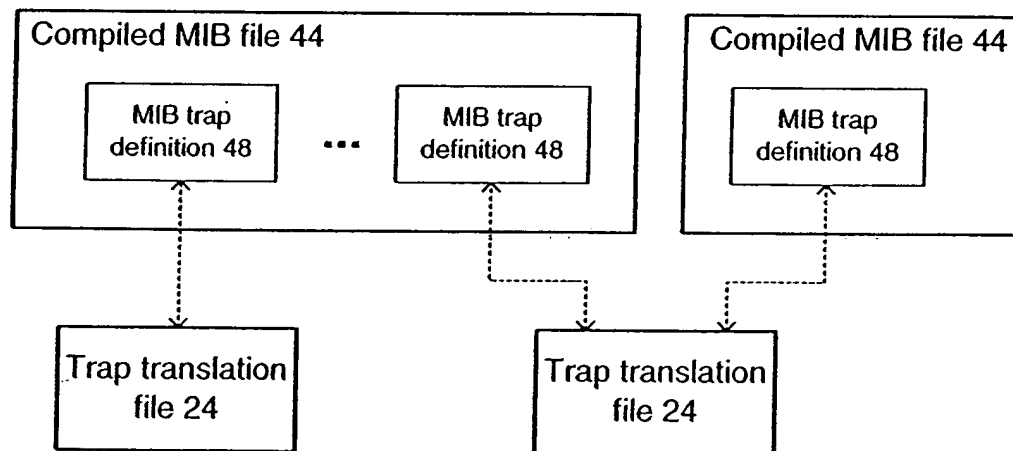 Compiled MIB file 44
Compiled MIB file 44
MIB trap
definition 48
...
MIB trap
definition 48
MIB trap
definition 48
Trap translation
file 24
Trap translation
file 24